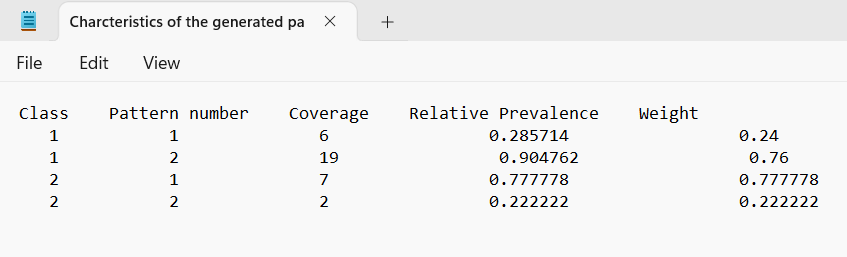 Charcteristics of the generated pa
File Edit View
Class Pattern number Coverage Relative Prevalence Weight
1 1 6 0.285714 0.24
1 2 19 0.904762 0.76
2 1 7 0.777778 0.777778
2 2 2 0.222222 0.222222